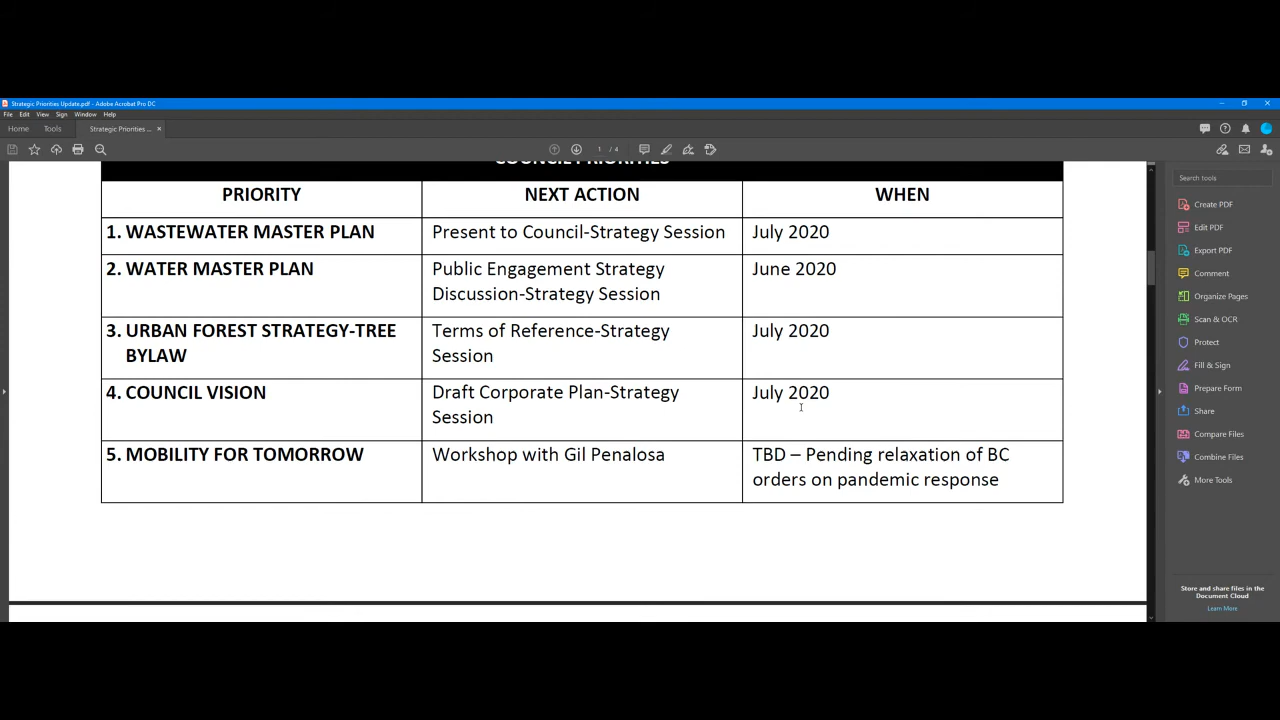 Strategic Priorities Update.pdf - Adobe Acrobat Pro DC
File Edit View Sign Window Help
Home Tools Strategic Priorities ... ×
1 / 4
COUNCIL PRIORITIES
PRIORITY NEXT ACTION WHEN
1. WASTEWATER MASTER PLAN Present to Council-Strategy Session July 2020
2. WATER MASTER PLAN Public Engagement Strategy June 2020
Discussion-Strategy Session
3. URBAN FOREST STRATEGY-TREE Terms of Reference-Strategy July 2020
BYLAW Session
4. COUNCIL VISION Draft Corporate Plan-Strategy July 2020
Session
5. MOBILITY FOR TOMORROW Workshop with Gil Penalosa TBD – Pending relaxation of BC
orders on pandemic response
Search tools
Create PDF
Edit PDF
Export PDF
Comment
Organize Pages
Scan & OCR
Protect
Fill & Sign
Prepare Form
Share
Compare Files
Combine Files
More Tools
Store and share files in the
Document Cloud
Learn More